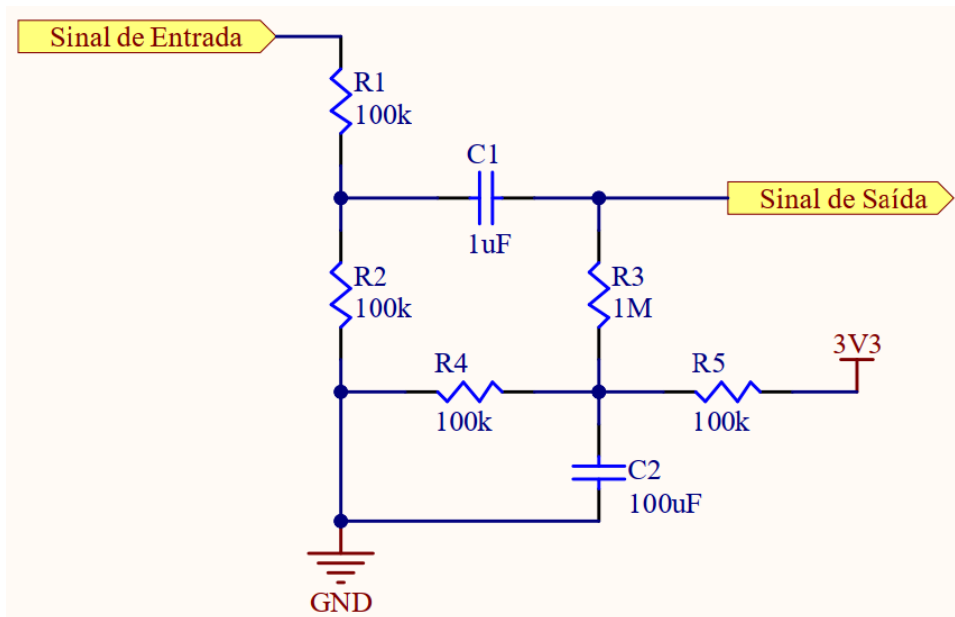 Sinal de Entrada
R1
100k
C1
1uF
Sinal de Saída
R2
100k
R3
1M
3V3
R4
100k
R5
100k
C2
100uF
GND